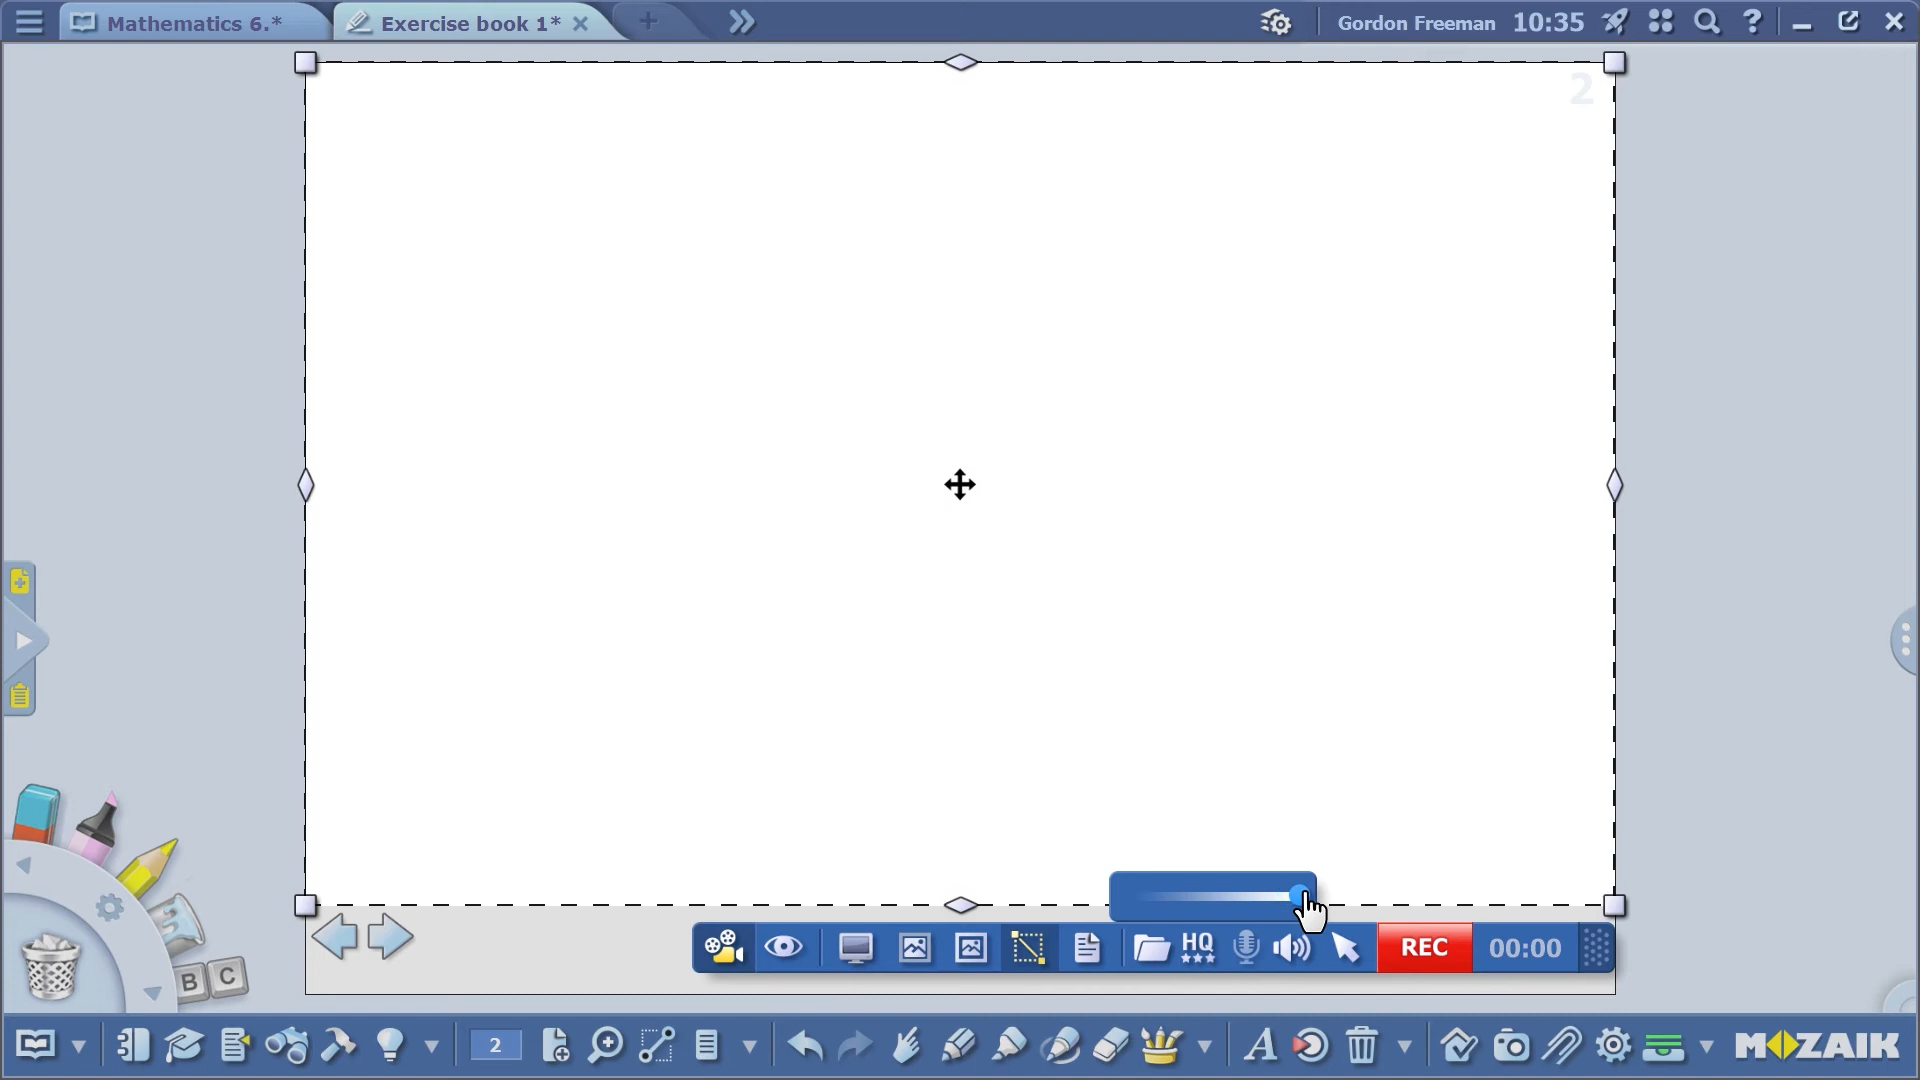 Mathematics 6.*
Exercise book 1*
Gordon Freeman 10:35
?
2
B C
HQ
REC 00:00
2
A
MOZAIK